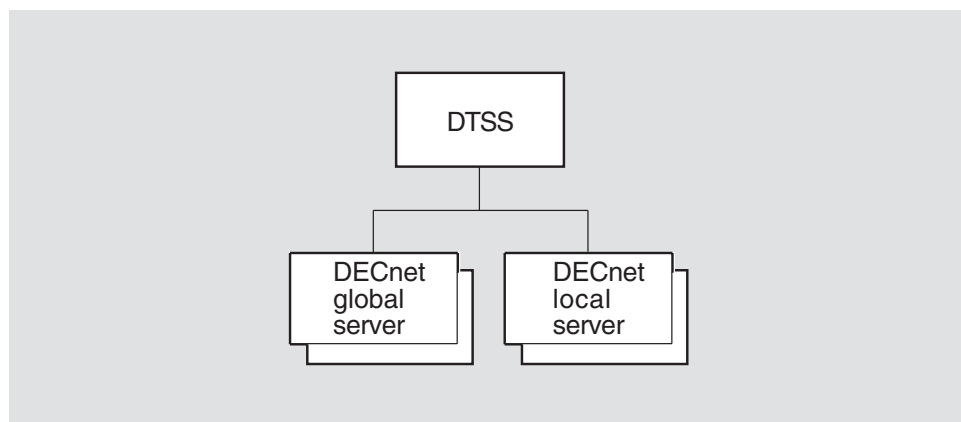 DTSS
DECnet
global
server
DECnet
local
server